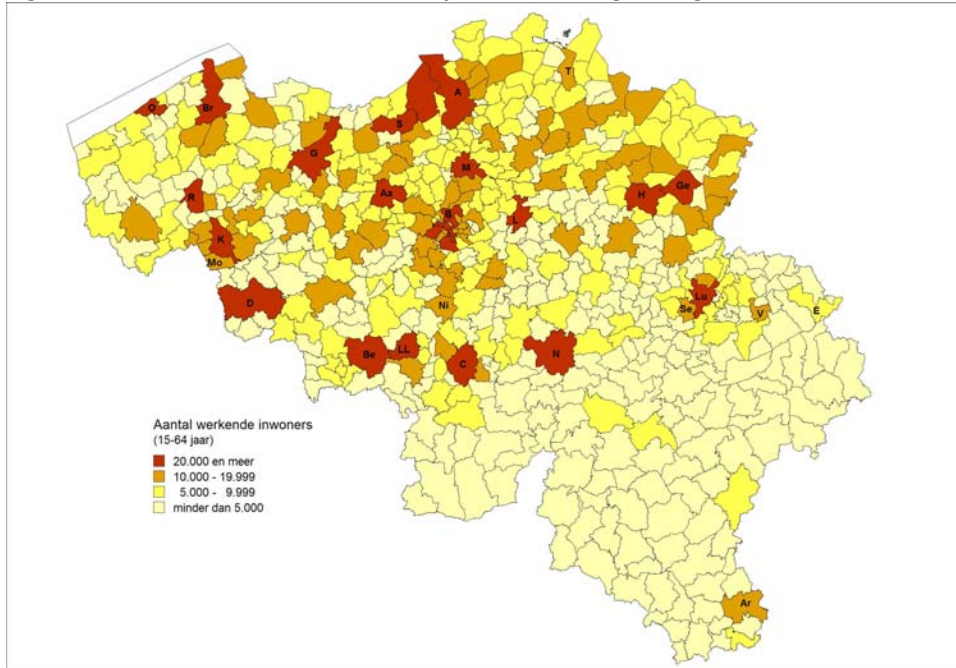 T
A
O
Br
S
G
M
Ge
H
Aa
R
B
L
K
Mo
D
Lu
Ni
Se
V
E
Be
LL
C
N
Aantal werkende inwoners
(15-64 jaar)
20.000 en meer
10.000 - 19.999
5.000 - 9.999
minder dan 5.000
Ar